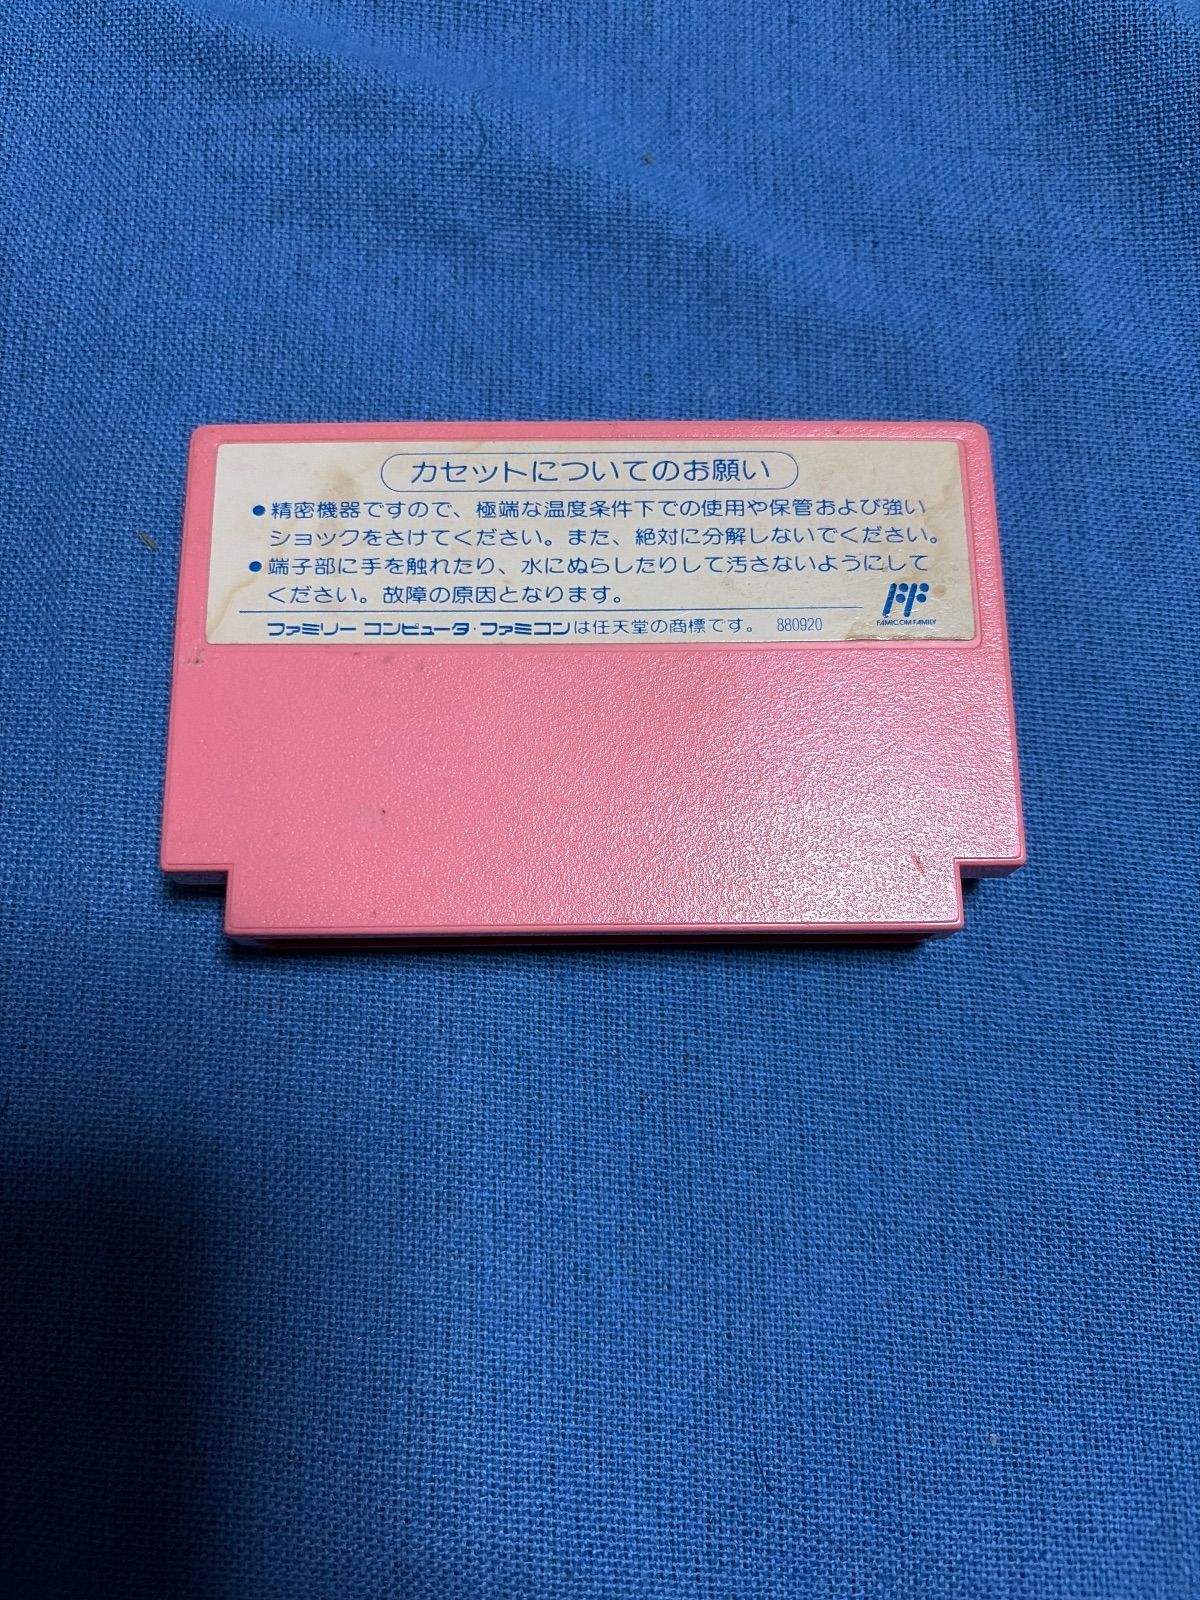 カセットについてのお願い
●精密機器ですので、極端な温度条件下での使用や保管および強い
ショックをさけてください。また、絶対に分解しないでください。
●端子部に手を触れたり、水にぬらしたりして汚さないようにして
ください。故障の原因となります。
ファミリー コンピュータ・ファミコンは任天堂の商標です。 880920
FF
FAMICOM FAMILY